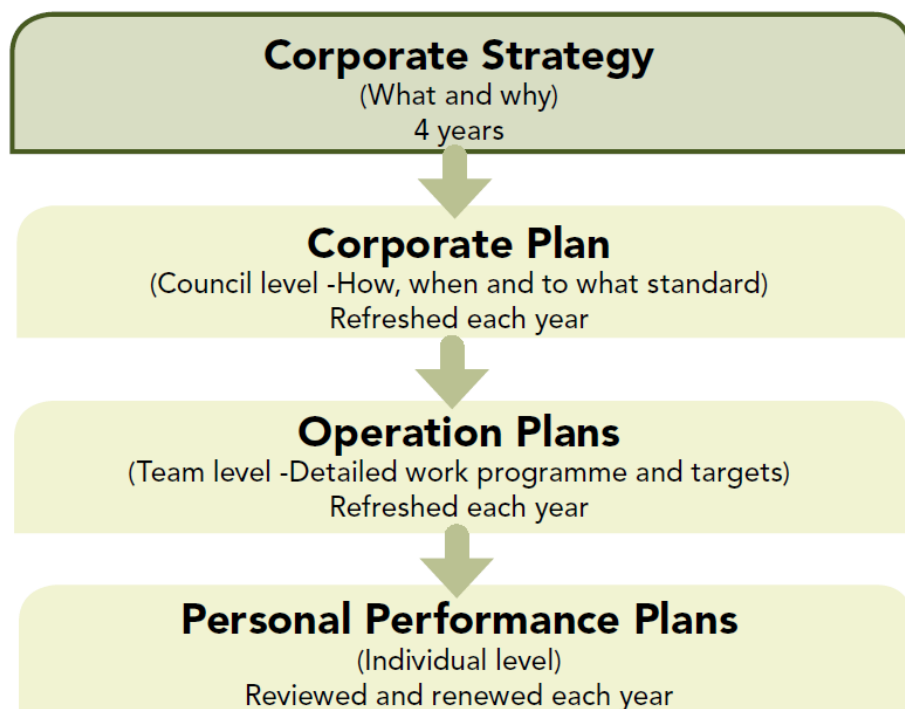 Corporate Strategy
(What and why)
4 years
Corporate Plan
(Council level -How, when and to what standard)
Refreshed each year
Operation Plans
(Team level -Detailed work programme and targets)
Refreshed each year
Personal Performance Plans
(Individual level)
Reviewed and renewed each year